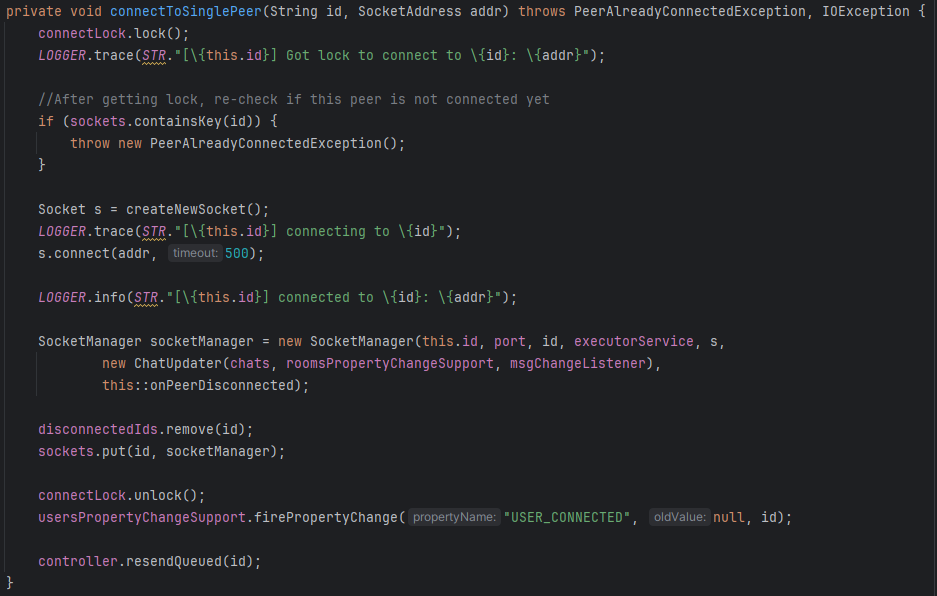 private void connectToSinglePeer(String id, SocketAddress addr) throws PeerAlreadyConnectedException, IOException {
    connectLock.lock();
    LOGGER.trace(STR."[\{this.id}] Got lock to connect to \{id}: \{addr}");

    //After getting lock, re-check if this peer is not connected yet
    if (sockets.containsKey(id)) {
        throw new PeerAlreadyConnectedException();
    }

    Socket s = createNewSocket();
    LOGGER.trace(STR."[\{this.id}] connecting to \{id}");
    s.connect(addr, timeout: 500);

    LOGGER.info(STR."[\{this.id}] connected to \{id}: \{addr}");

    SocketManager socketManager = new SocketManager(this.id, port, id, executorService, s,
            new ChatUpdater(chats, roomsPropertyChangeSupport, msgChangeListener),
            this::onPeerDisconnected);

    disconnectedIds.remove(id);
    sockets.put(id, socketManager);

    connectLock.unlock();
    usersPropertyChangeSupport.firePropertyChange( propertyName: "USER_CONNECTED", oldValue: null, id);

    controller.resendQueued(id);
}